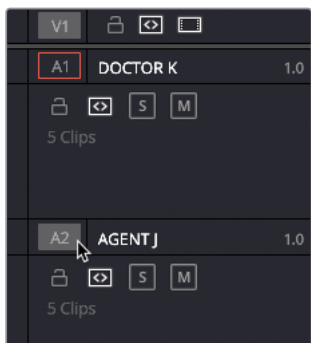 V1
A1 DOCTOR K 1.0
S M
5 Clips
A2 AGENT J 1.0
S M
5 Clips